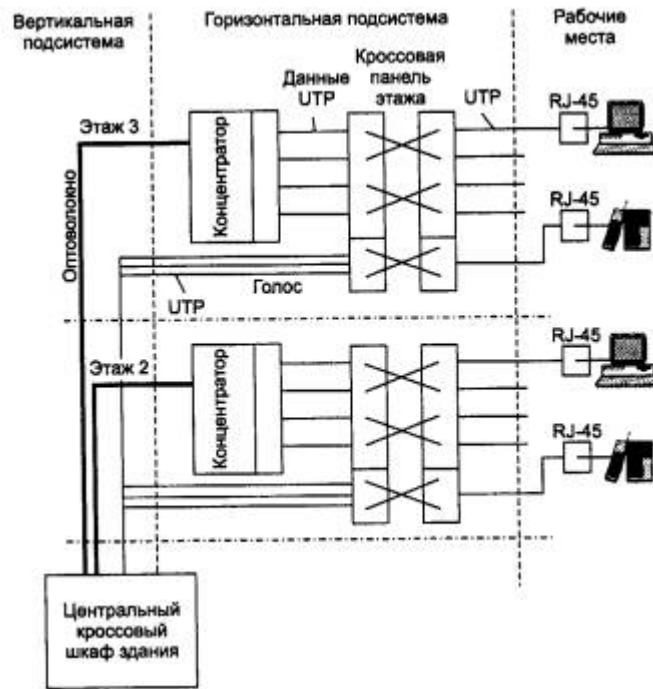 Вертикальная
подсистема
Горизонтальная подсистема
Рабочие
места
Данные
UTP
Кроссовая
панель
этажа
UTP
RJ-45
Этаж 3
Концентратор
Оптоволокно
RJ-45
UTP
Голос
RJ-45
Этаж 2
Концентратор
RJ-45
Центральный
кроссовый
шкаф здания